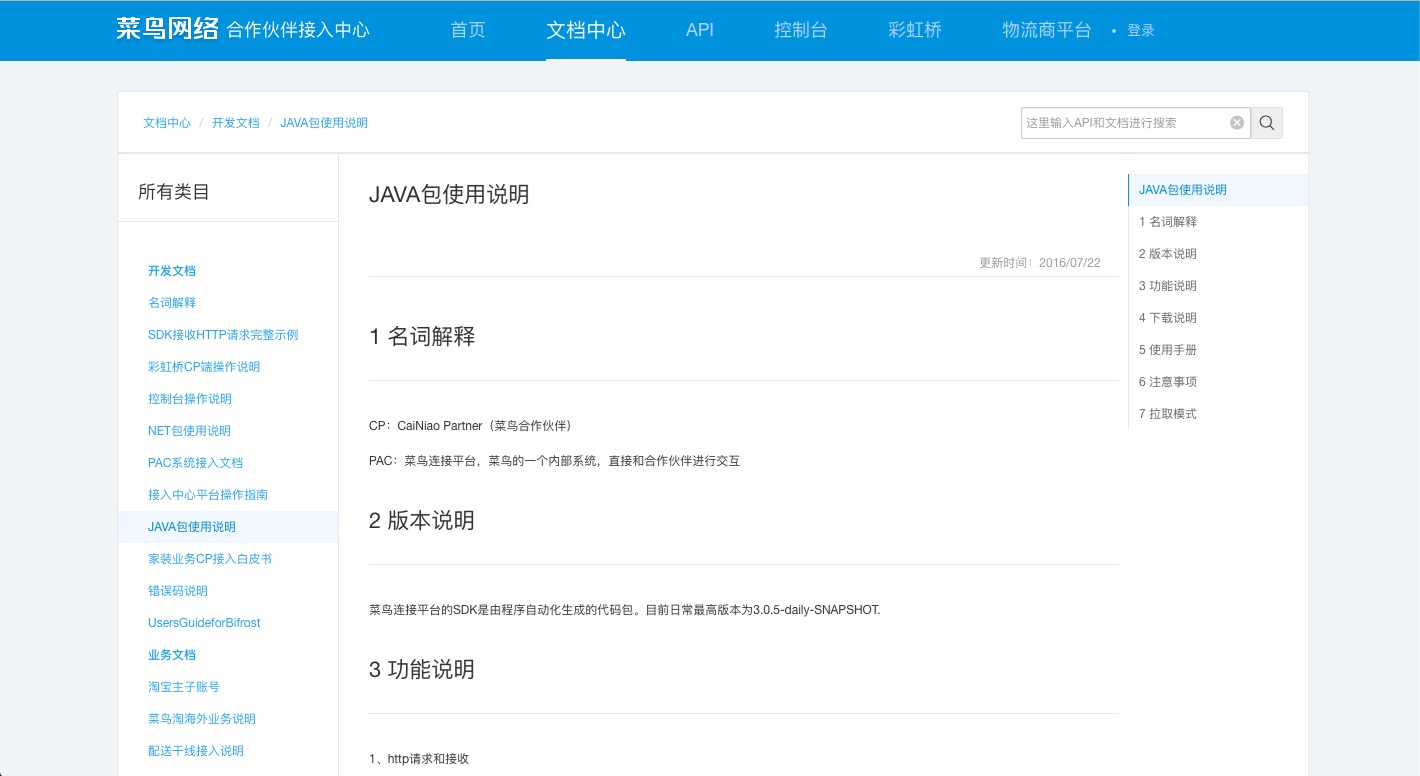 菜鸟网络 合作伙伴接入中心 首页 文档中心 API 控制台 彩虹桥 物流商平台 • 登录
文档中心 / 开发文档 / JAVA包使用说明
这里输入API和文档进行搜索
所有类目
开发文档
名词解释
SDK接收HTTP请求完整示例
彩虹桥CP端操作说明
控制台操作说明
NET包使用说明
PAC系统接入文档
接入中心平台操作指南
JAVA包使用说明
家装业务CP接入白皮书
错误码说明
UsersGuideforBifrost
业务文档
淘宝主子账号
菜鸟淘海外业务说明
配送干线接入说明
JAVA包使用说明
更新时间：2016/07/22
1 名词解释
CP：CaiNiao Partner（菜鸟合作伙伴）
PAC：菜鸟连接平台，菜鸟的一个内部系统，直接和合作伙伴进行交互
2 版本说明
菜鸟连接平台的SDK是由程序自动化生成的代码包。目前日常最高版本为3.0.5-daily-SNAPSHOT.
3 功能说明
1、http请求和接收
JAVA包使用说明
1 名词解释
2 版本说明
3 功能说明
4 下载说明
5 使用手册
6 注意事项
7 拉取模式